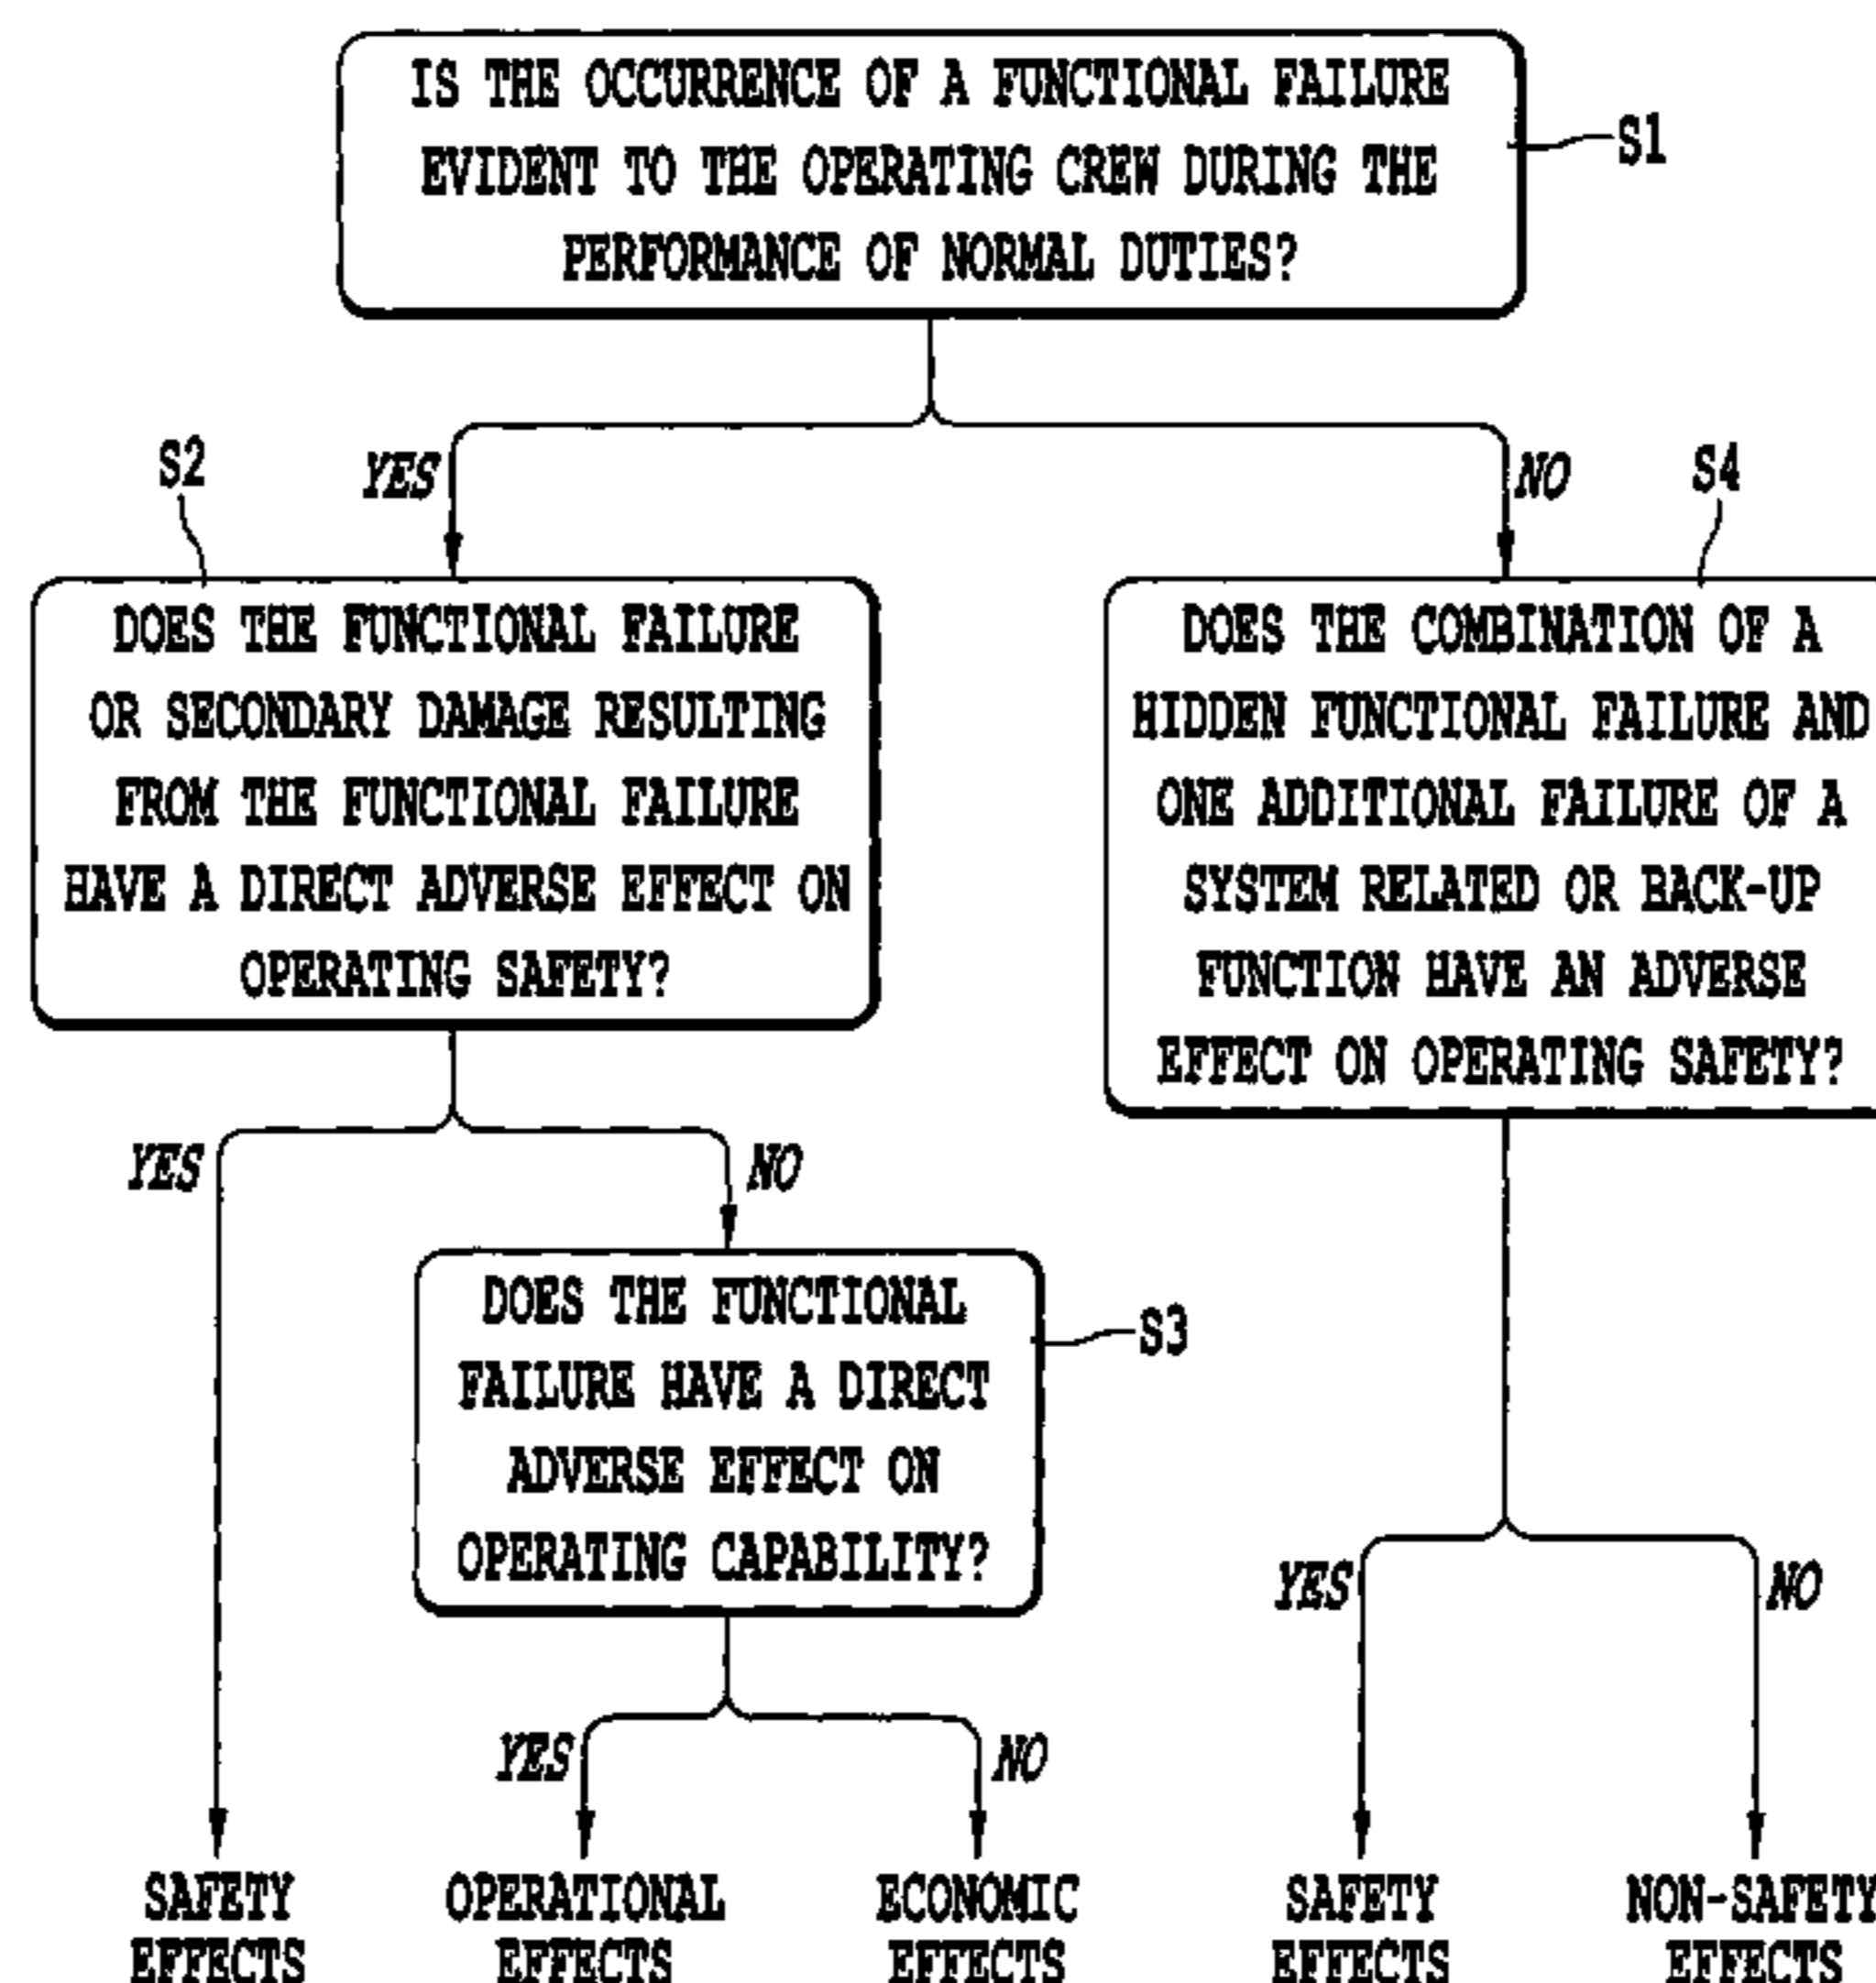 IS THE OCCURRENCE OF A FUNCTIONAL FAILURE
EVIDENT TO THE OPERATING CREW DURING THE
PERFORMANCE OF NORMAL DUTIES?
S1
S2
YES
NO
S4
DOES THE FUNCTIONAL FAILURE
OR SECONDARY DAMAGE RESULTING
FROM THE FUNCTIONAL FAILURE
HAVE A DIRECT ADVERSE EFFECT ON
OPERATING SAFETY?
DOES THE COMBINATION OF A
HIDDEN FUNCTIONAL FAILURE AND
ONE ADDITIONAL FAILURE OF A
SYSTEM RELATED OR BACK-UP
FUNCTION HAVE AN ADVERSE
EFFECT ON OPERATING SAFETY?
YES
NO
DOES THE FUNCTIONAL
FAILURE HAVE A DIRECT
ADVERSE EFFECT ON
OPERATING CAPABILITY?
S3
YES
NO
YES
NO
SAFETY
EFFECTS
OPERATIONAL
EFFECTS
ECONOMIC
EFFECTS
SAFETY
EFFECTS
NON-SAFETY
EFFECTS